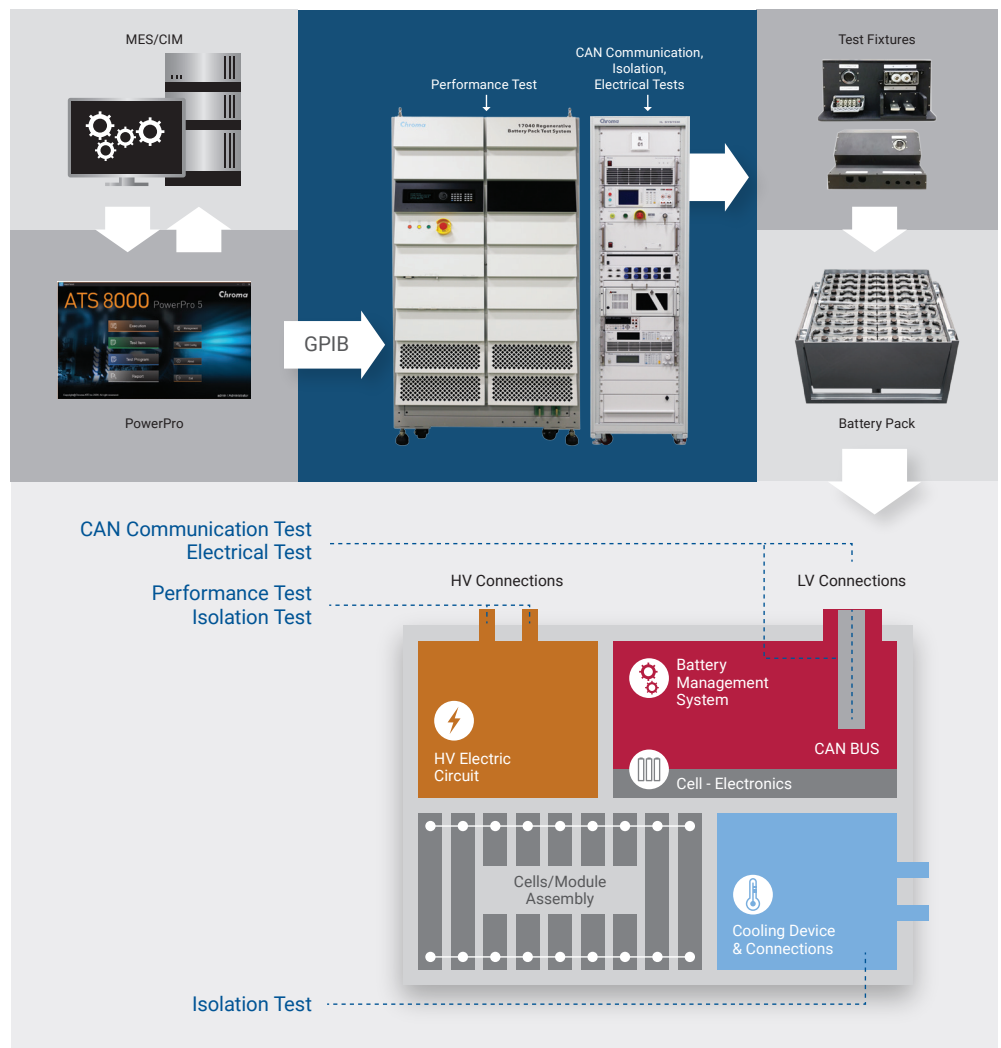 MES/CIM
Performance Test
CAN Communication,
Isolation,
Electrical Tests
Test Fixtures
Chroma
17040 Regenerative
Battery Pack Test System
Chroma
IL
01
ATS 8000 PowerPro 5
Chroma
Execution
Test Item
Test Program
Report
Management
PowerPro
GPIB
Battery Pack
CAN Communication Test
Electrical Test
HV Connections
LV Connections
Performance Test
Isolation Test
Battery
Management
System
HV Electric
Circuit
CAN BUS
Cell - Electronics
Cells/Module
Assembly
Cooling Device
& Connections
Isolation Test